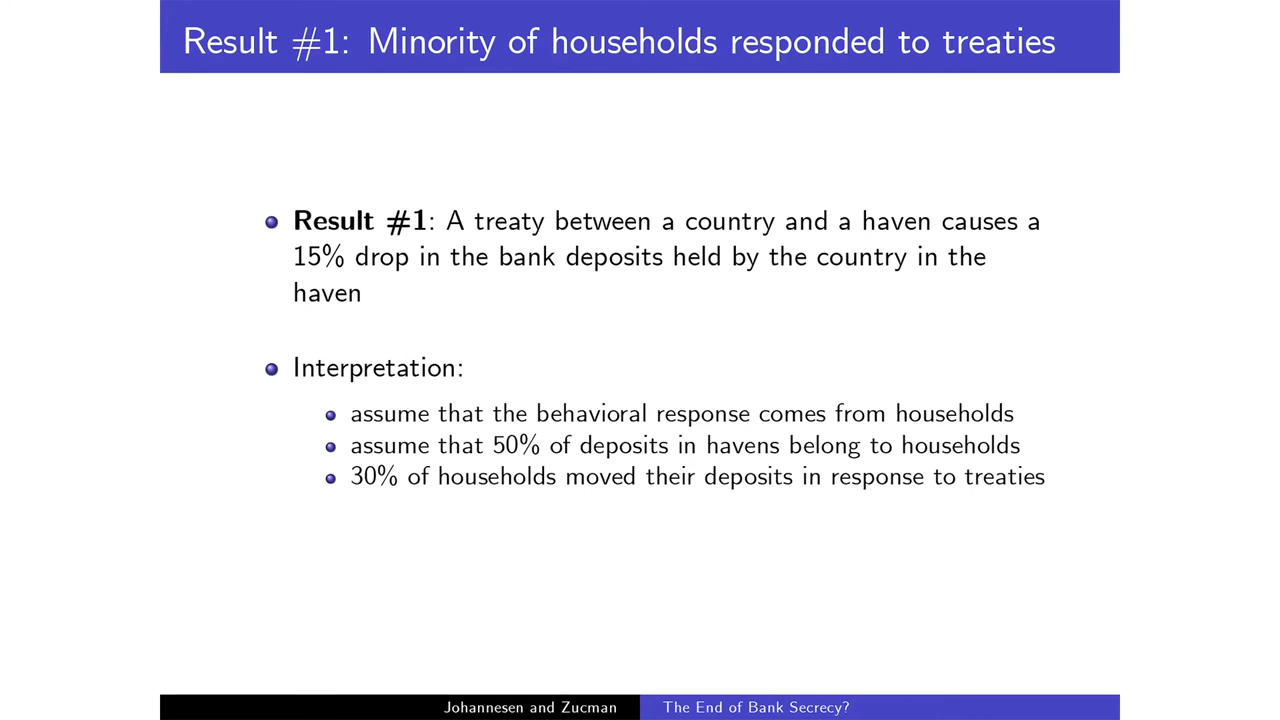 Result #1: Minority of households responded to treaties
Result #1: A treaty between a country and a haven causes a
15% drop in the bank deposits held by the country in the
haven
Interpretation:
assume that the behavioral response comes from households
assume that 50% of deposits in havens belong to households
30% of households moved their deposits in response to treaties
Johannesen and Zucman
The End of Bank Secrecy?